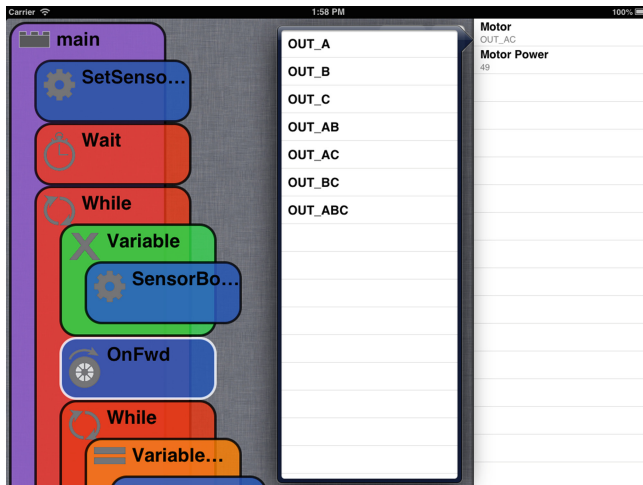 Carrier 1:58 PM 100%
main
SetSenso...
Wait
While
Variable
SensorBo...
OnFwd
While
Variable...
OUT_A
OUT_B
OUT_C
OUT_AB
OUT_AC
OUT_BC
OUT_ABC
Motor
OUT_AC
Motor Power
49